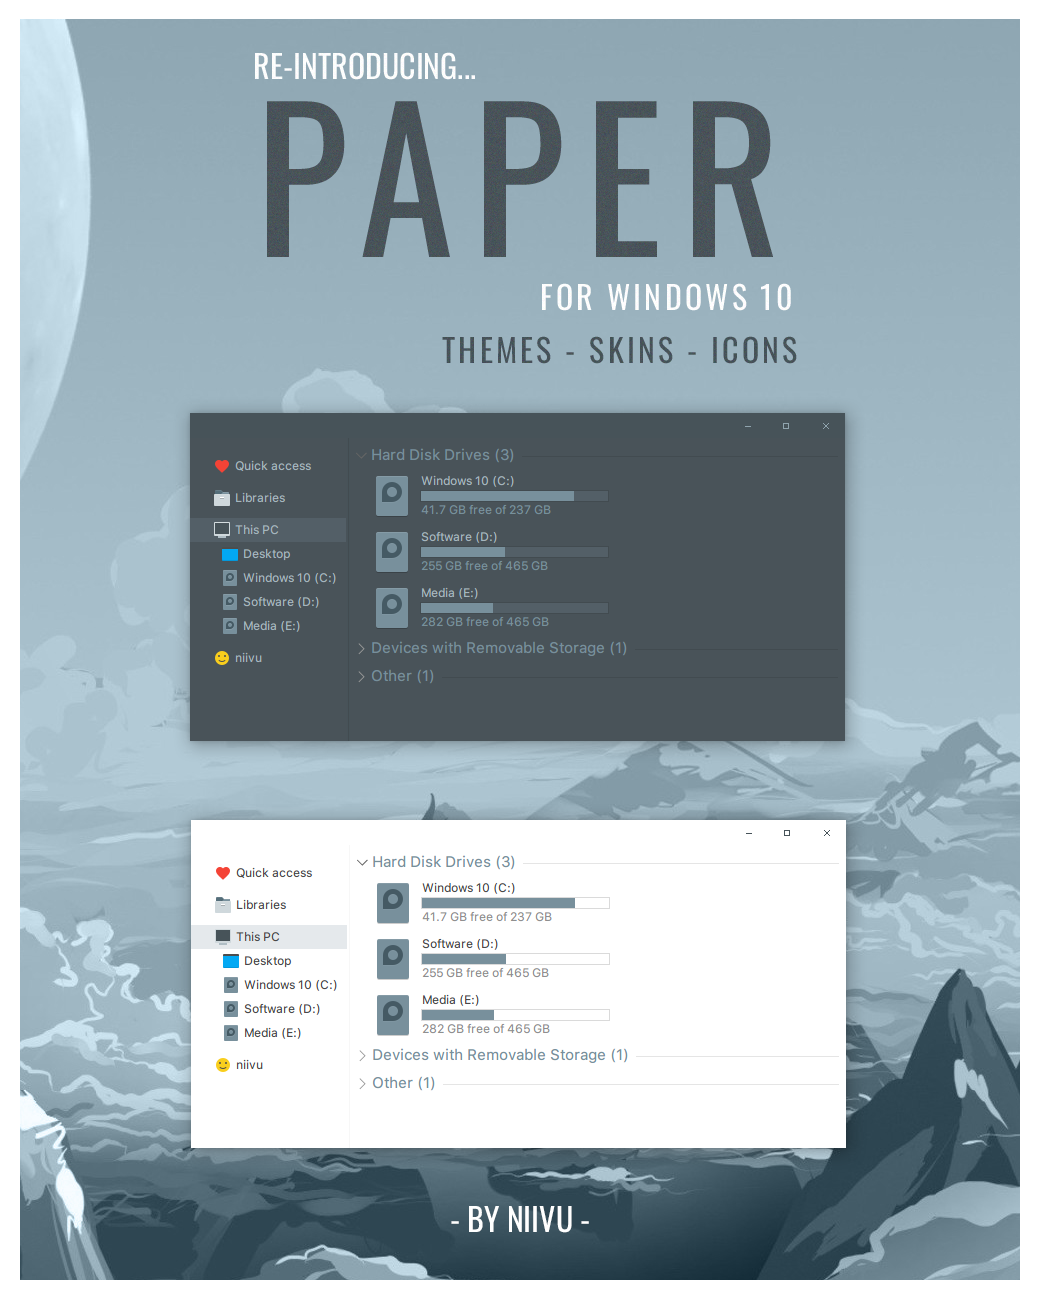 RE-INTRODUCING...
PAPER
FOR WINDOWS 10
THEMES - SKINS - ICONS
Quick access
Libraries
This PC
Desktop
Windows 10 (C:)
Software (D:)
Media (E:)
niivu
Hard Disk Drives (3)
Windows 10 (C:)
41.7 GB free of 237 GB
Software (D:)
255 GB free of 465 GB
Media (E:)
282 GB free of 465 GB
Devices with Removable Storage (1)
Other (1)
Quick access
Libraries
This PC
Desktop
Windows 10 (C:)
Software (D:)
Media (E:)
niivu
Hard Disk Drives (3)
Windows 10 (C:)
41.7 GB free of 237 GB
Software (D:)
255 GB free of 465 GB
Media (E:)
282 GB free of 465 GB
Devices with Removable Storage (1)
Other (1)
- BY NIIVU -